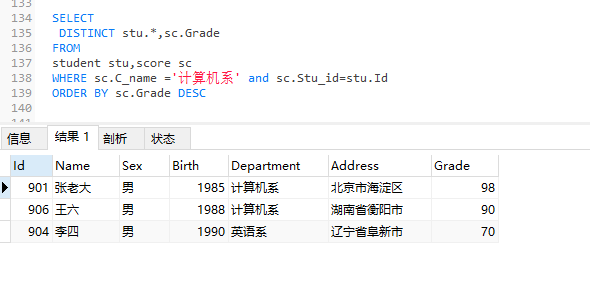 133
134 SELECT
135 DISTINCT stu.*,sc.Grade
136 FROM
137 student stu,score sc
138 WHERE sc.C_name ='计算机系' and sc.Stu_id=stu.Id
139 ORDER BY sc.Grade DESC
140
141
信息 结果 1 剖析 状态
Id Name Sex Birth Department Address Grade
901 张老大 男 1985 计算机系 北京市海淀区 98
906 王六 男 1988 计算机系 湖南省衡阳市 90
904 李四 男 1990 英语系 辽宁省阜新市 70